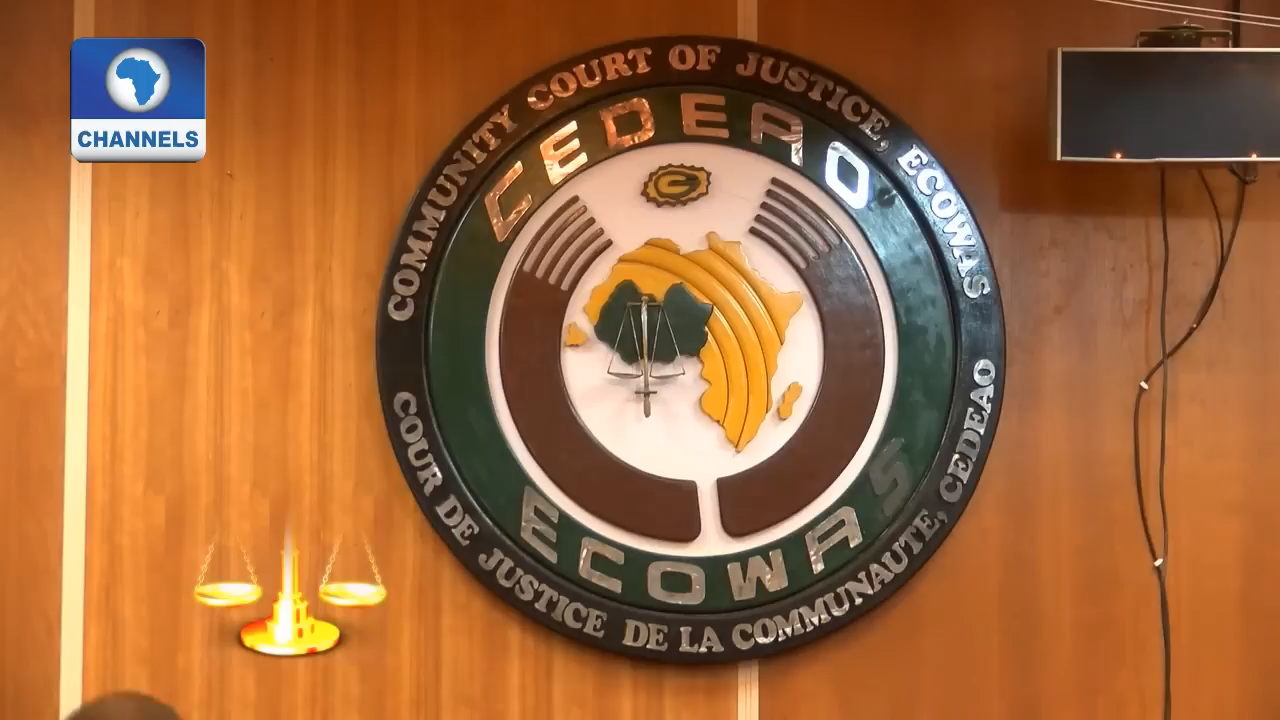 CHANNELS
COMMUNITY COURT OF JUSTICE, ECOWAS
CEDEAO
ECOWAS
COUR DE JUSTICE DE LA COMMUNAUTE, CEDEAO